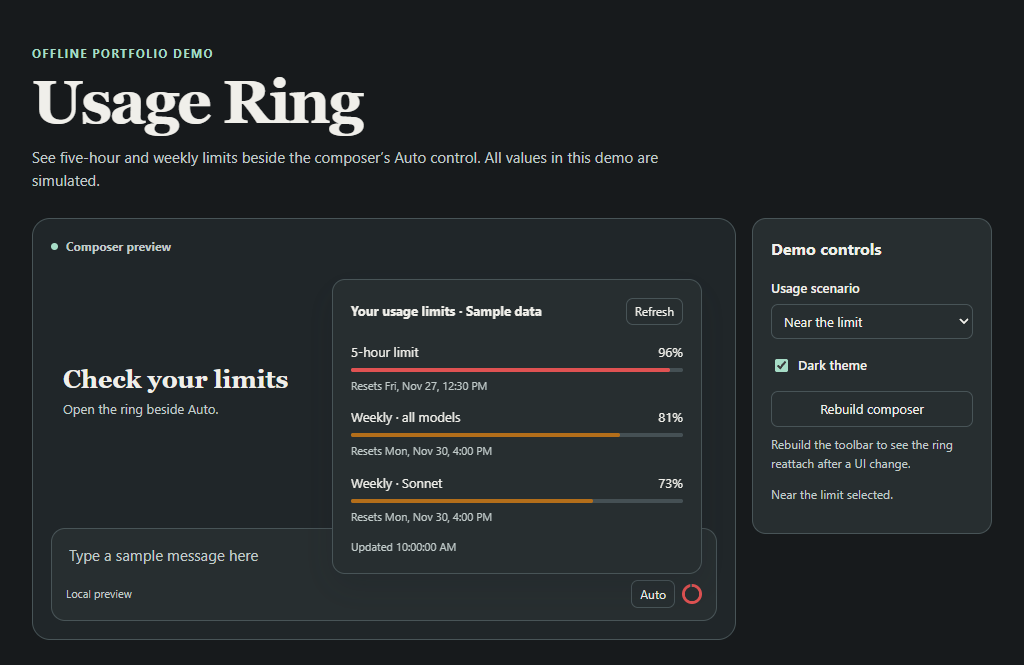 OFFLINE PORTFOLIO DEMO
Usage Ring
See five-hour and weekly limits beside the composer’s Auto control. All values in this demo are
simulated.
Composer preview
Check your limits
Open the ring beside Auto.
Your usage limits · Sample data
Refresh
5-hour limit 96%
Resets Fri, Nov 27, 12:30 PM
Weekly · all models 81%
Resets Mon, Nov 30, 4:00 PM
Weekly · Sonnet 73%
Resets Mon, Nov 30, 4:00 PM
Updated 10:00:00 AM
Type a sample message here
Local preview
Auto
Demo controls
Usage scenario
Near the limit
Dark theme
Rebuild composer
Rebuild the toolbar to see the ring
reattach after a UI change.
Near the limit selected.